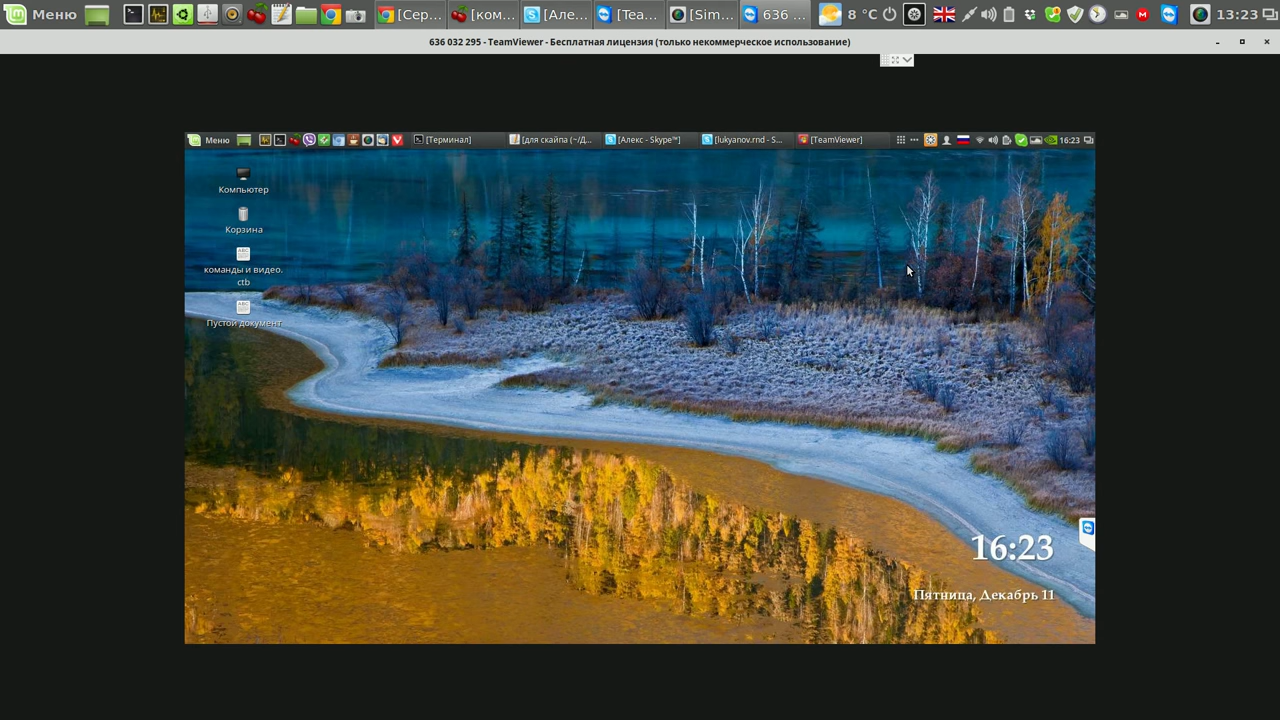 Меню [Сер... [ком... [Але... [Tea... [Sim... 636 ... 8 °C 13:23
636 032 295 - TeamViewer - Бесплатная лицензия (только некоммерческое использование)
Меню [Терминал] [для скайпа (~/Д... [Алекс - Skype™] [lukyanov.rnd - S... [TeamViewer] 16:23
Компьютер
Корзина
команды и видео.
ctb
Пустой документ
16:23
Пятница, Декабрь 11